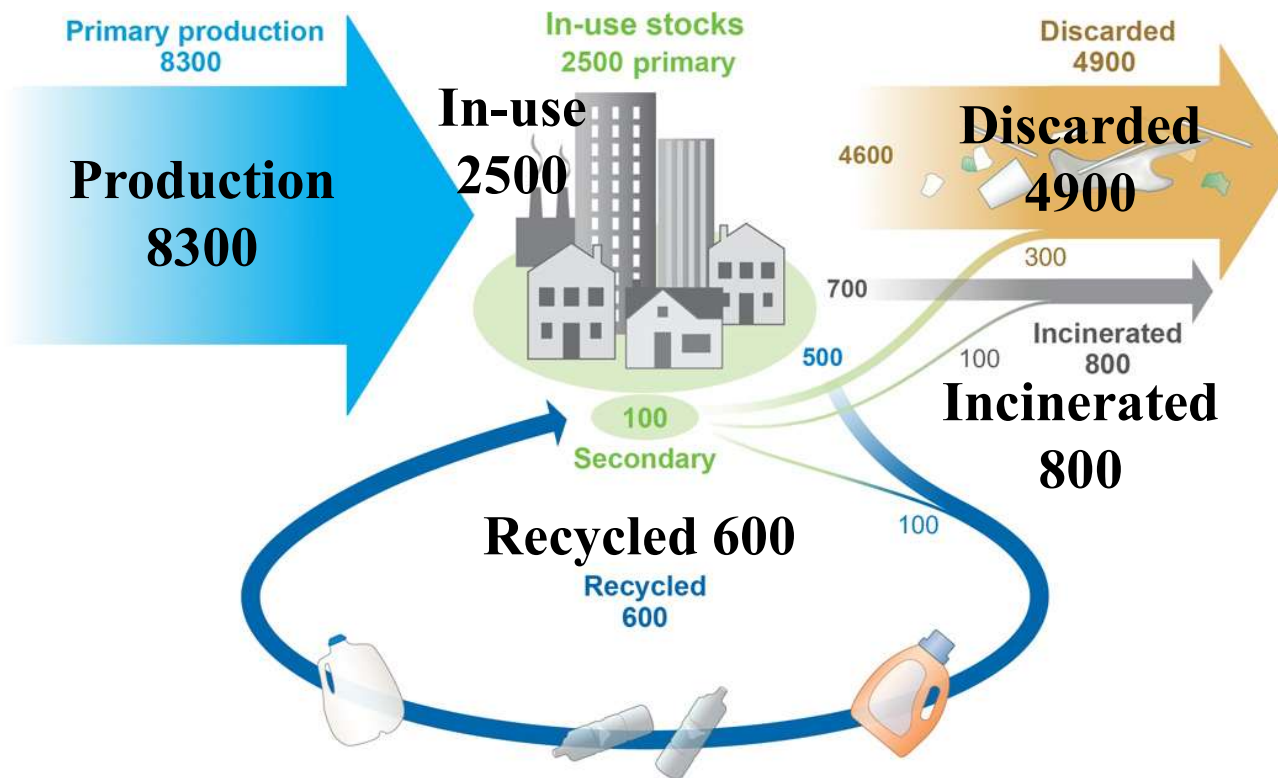 Primary production
8300
Production
8300
In-use stocks
2500 primary
In-use
2500
Discarded
4900
4600
Discarded
4900
300
700
Incinerated
800
100
500
Incinerated
800
100
Secondary
100
Recycled 600
Recycled
600